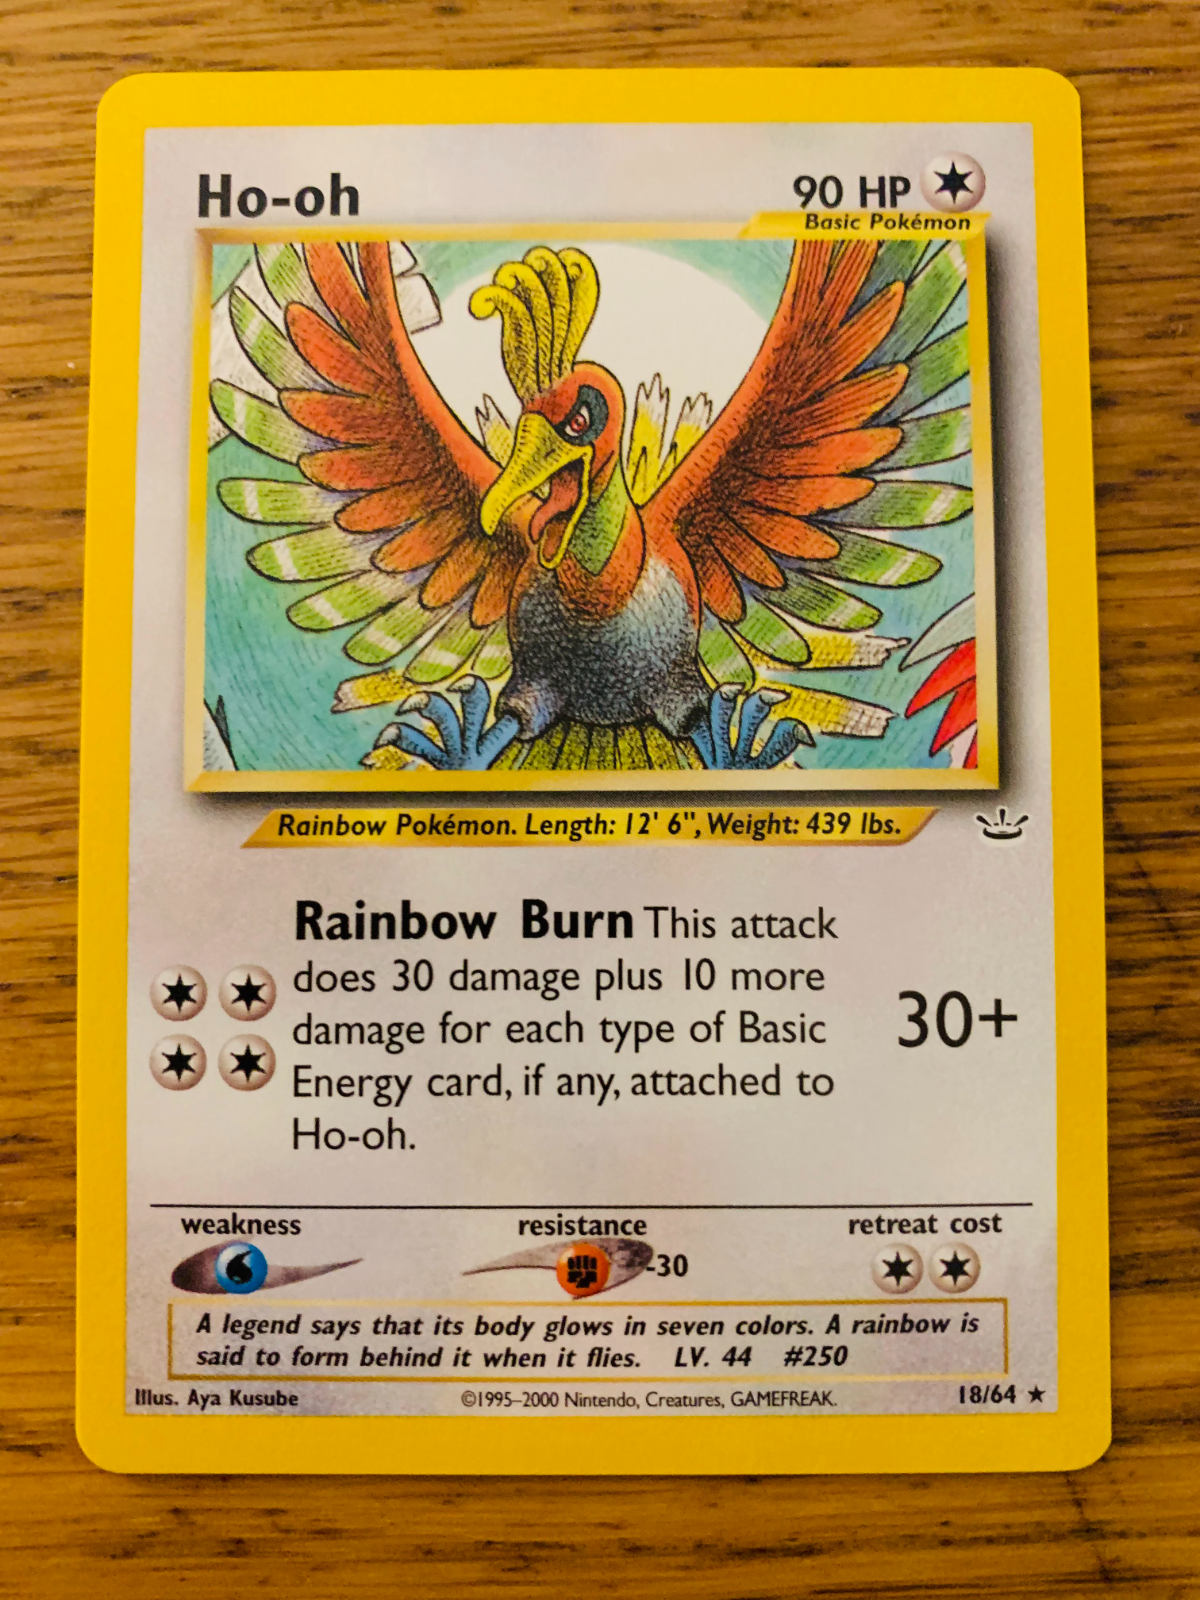 Ho-oh
90 HP
Basic Pokémon
Rainbow Pokémon. Length: 12' 6", Weight: 439 lbs.
Rainbow Burn This attack
does 30 damage plus 10 more
damage for each type of Basic
Energy card, if any, attached to
Ho-oh.
30+
weakness
resistance
retreat cost
-30
A legend says that its body glows in seven colors. A rainbow is
said to form behind it when it flies. LV. 44 #250
Illus. Aya Kusube
©1995–2000 Nintendo, Creatures, GAMEFREAK.
18/64 ★